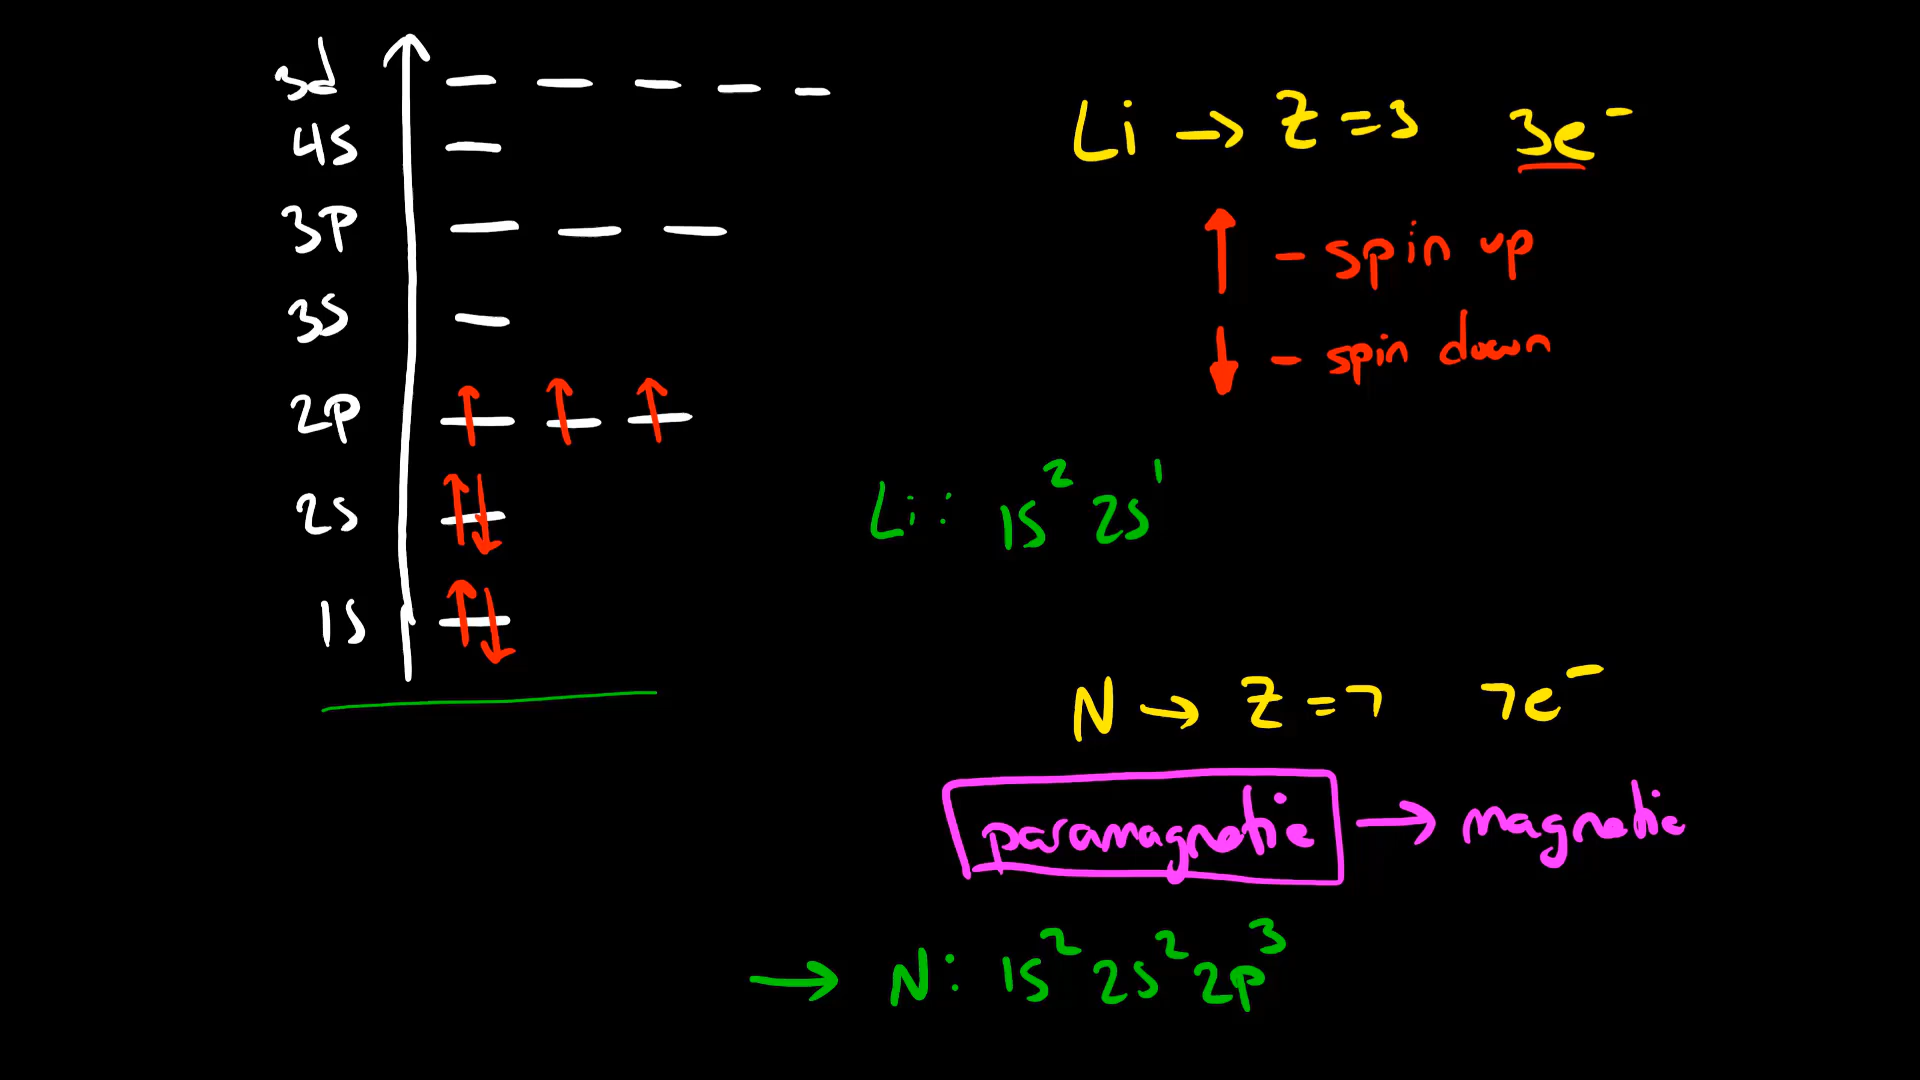 3d
4s
3p
3s
2p
2s
1s
Li → Z = 3 3e⁻
↑ - spin up
↓ - spin down
Li: 1s² 2s¹
N → Z = 7 7e⁻
paramagnetic → magnetic
→ N: 1s² 2s² 2p³